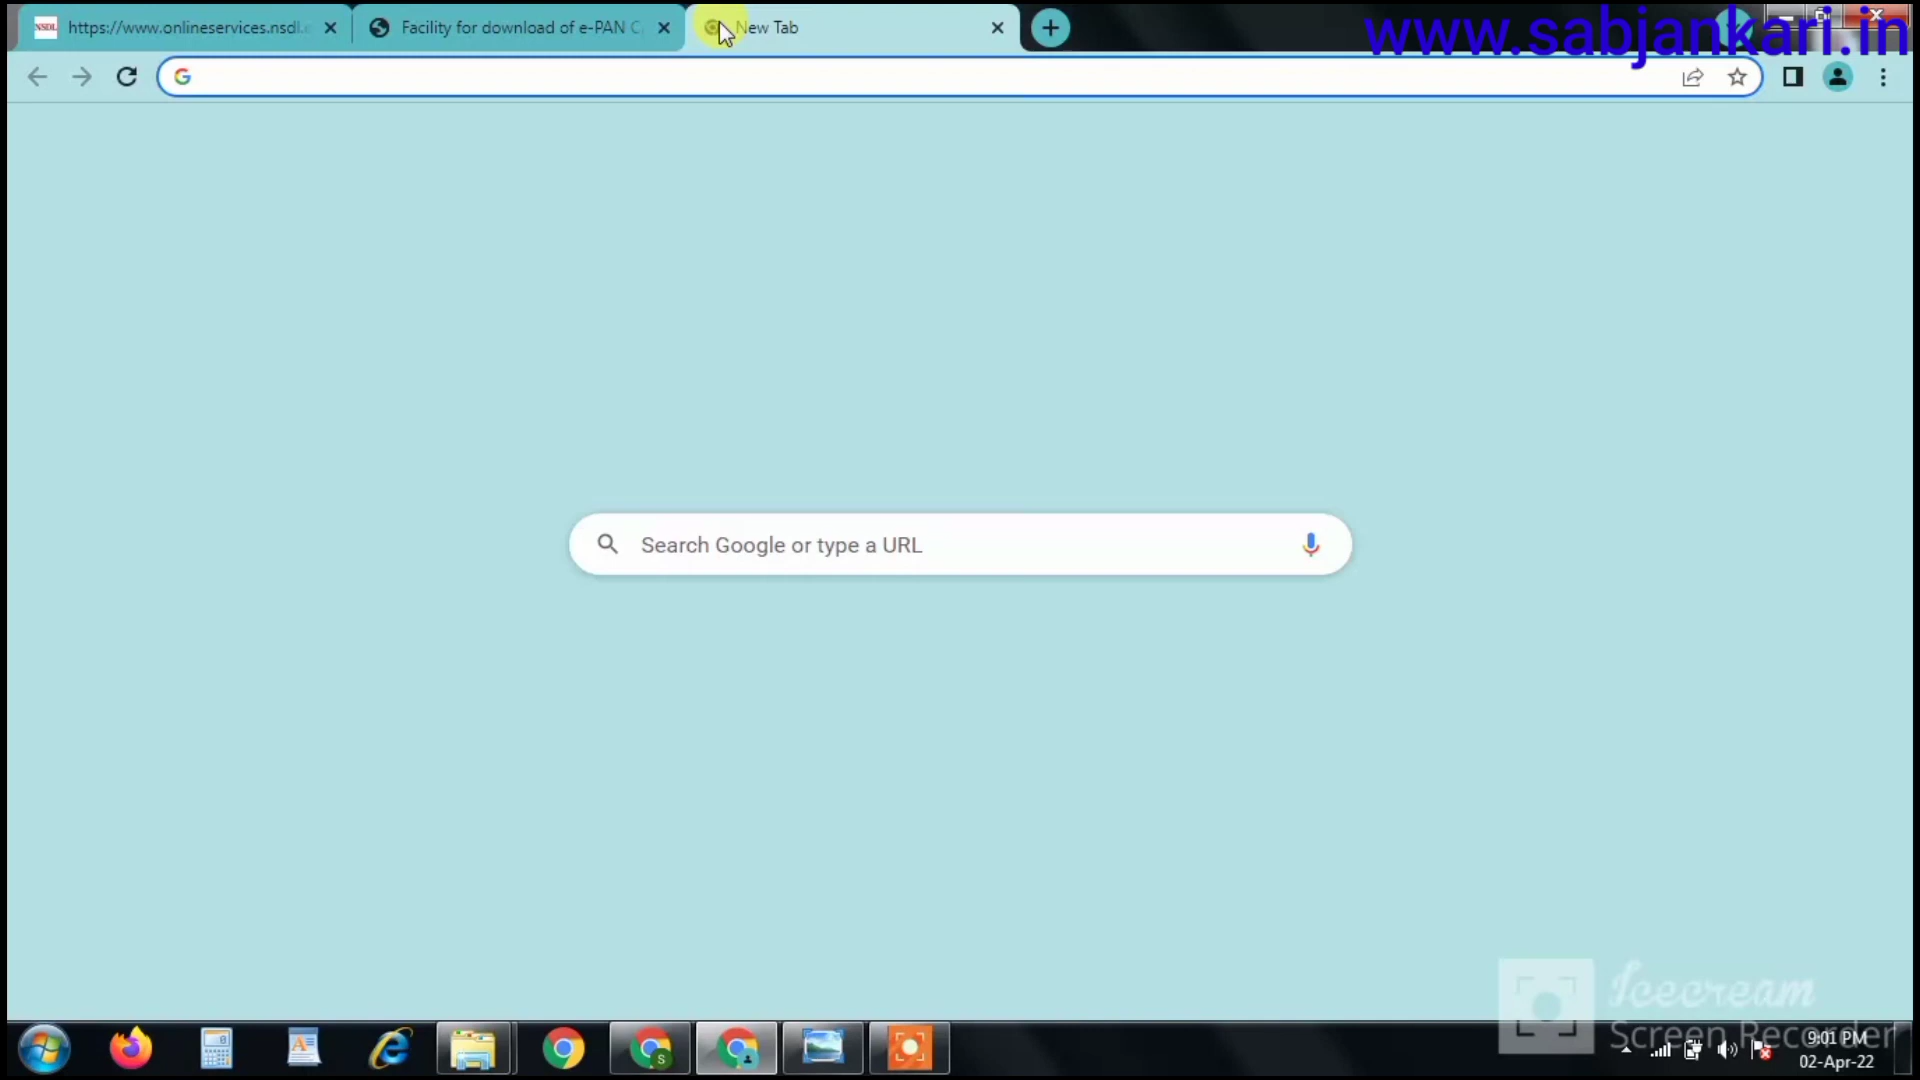 NSDL https://www.onlineservices.nsdl. Facility for download of e-PAN C New Tab
www.sabjankari.in
Search Google or type a URL
Icecream
Screen Recorder
9:01 PM
02-Apr-22